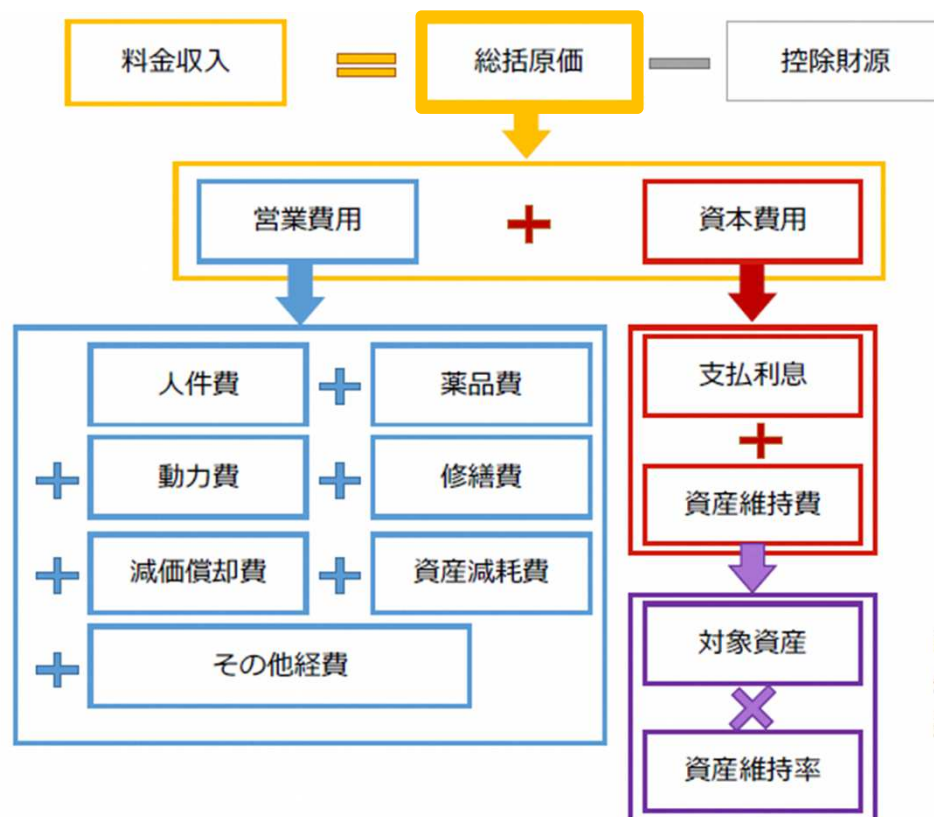 料金収入
総括原価
控除財源
営業費用
資本費用
人件費
薬品費
支払利息
動力費
修繕費
資産維持費
減価償却費
資産減耗費
その他経費
対象資産
資産維持率